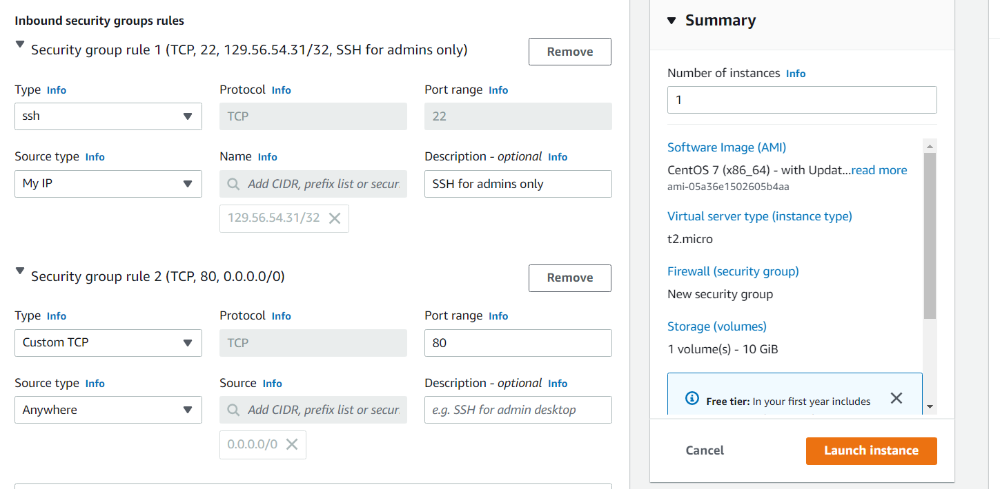 Inbound security groups rules
Security group rule 1 (TCP, 22, 129.56.54.31/32, SSH for admins only)
Remove
Type Info
Protocol Info
Port range Info
ssh
TCP
22
Source type Info
Name Info
Description - optional Info
My IP
Add CIDR, prefix list or secur
SSH for admins only
129.56.54.31/32
Security group rule 2 (TCP, 80, 0.0.0.0/0)
Remove
Type Info
Protocol Info
Port range Info
Custom TCP
TCP
80
Source type Info
Source Info
Description - optional Info
Anywhere
Add CIDR, prefix list or secur
e.g. SSH for admin desktop
0.0.0.0/0
Summary
Number of instances Info
1
Software Image (AMI)
CentOS 7 (x86_64) - with Updat...read more
ami-05a36e1502605b4aa
Virtual server type (instance type)
t2.micro
Firewall (security group)
New security group
Storage (volumes)
1 volume(s) - 10 GiB
Free tier: In your first year includes
Cancel
Launch instance